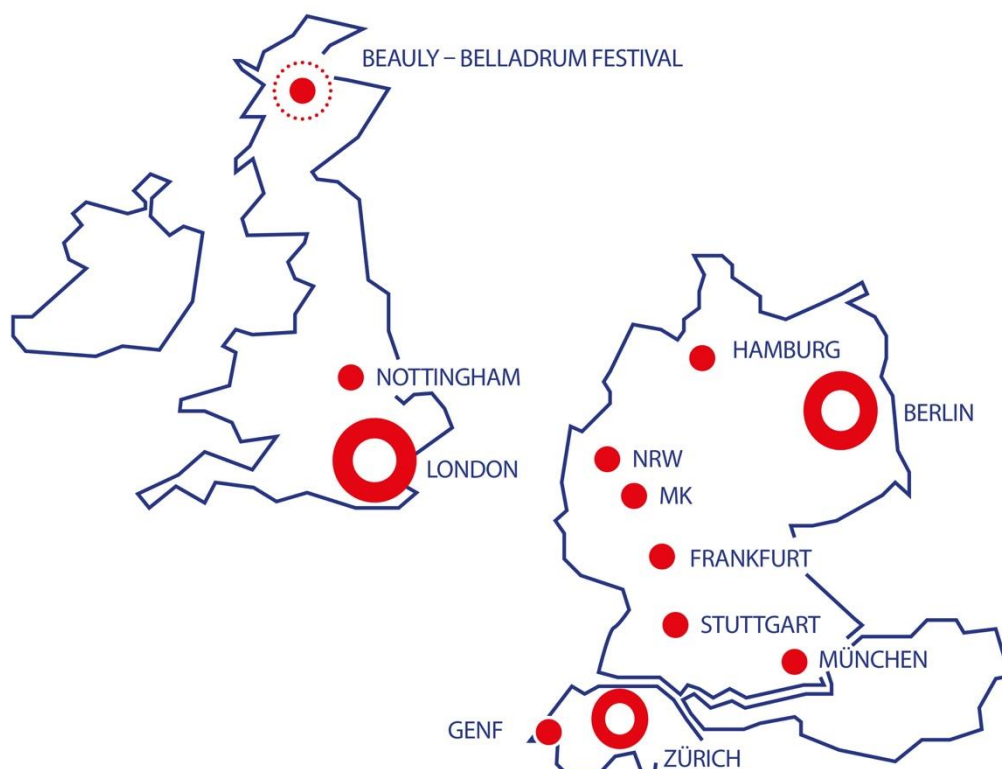 BEAULY – BELLADRUM FESTIVAL
HAMBURG
NOTTINGHAM
BERLIN
LONDON
NRW
MK
FRANKFURT
STUTTGART
MÜNCHEN
GENF
ZÜRICH